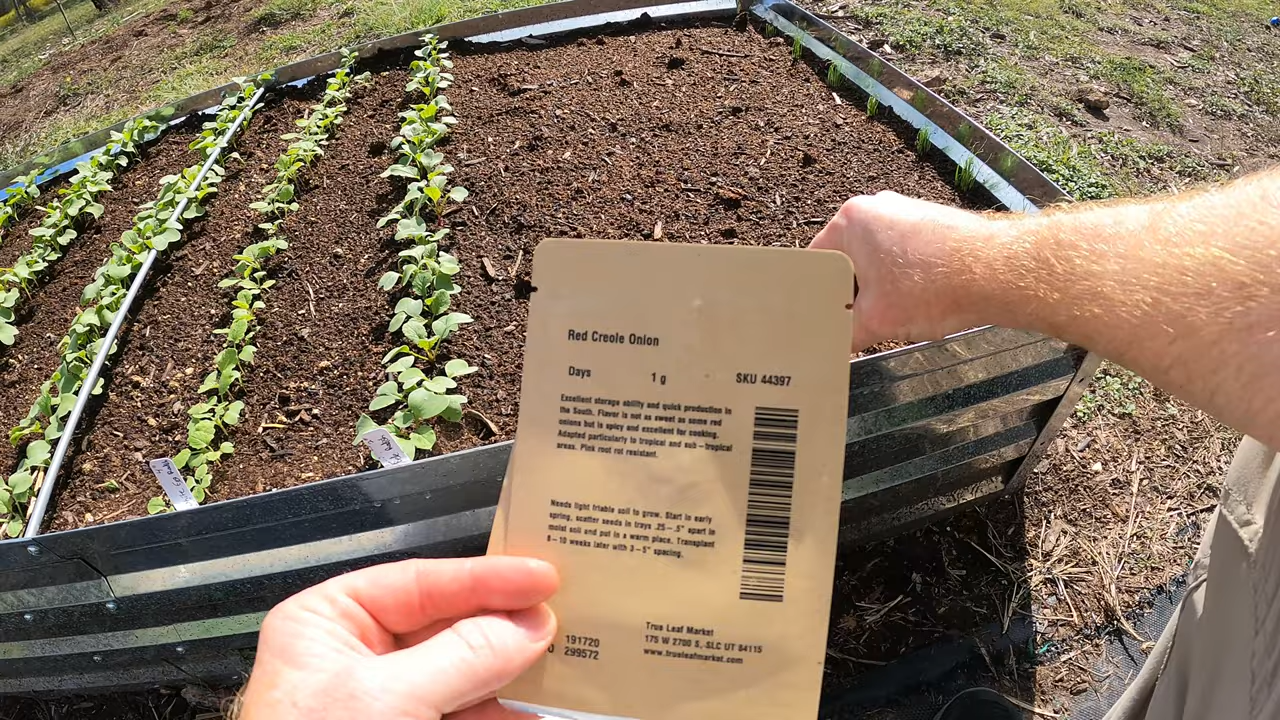 Red Creole Onion
Days 1 g SKU 44397
Excellent storage ability and quick production in
the South. Flavor is not as sweet as some red
onions but is spicy and excellent for cooking.
Adapted particularly to tropical and sub-tropical
areas. Pink root rot resistant.
Needs light friable soil to grow. Start in early
spring, scatter seeds in trays .25-.5" apart in
moist soil and put in a warm place. Transplant
8-10 weeks later with 3-5" spacing.
191720
299572
True Leaf Market
175 W 2700 S, SLC UT 84115
www.trueleafmarket.com